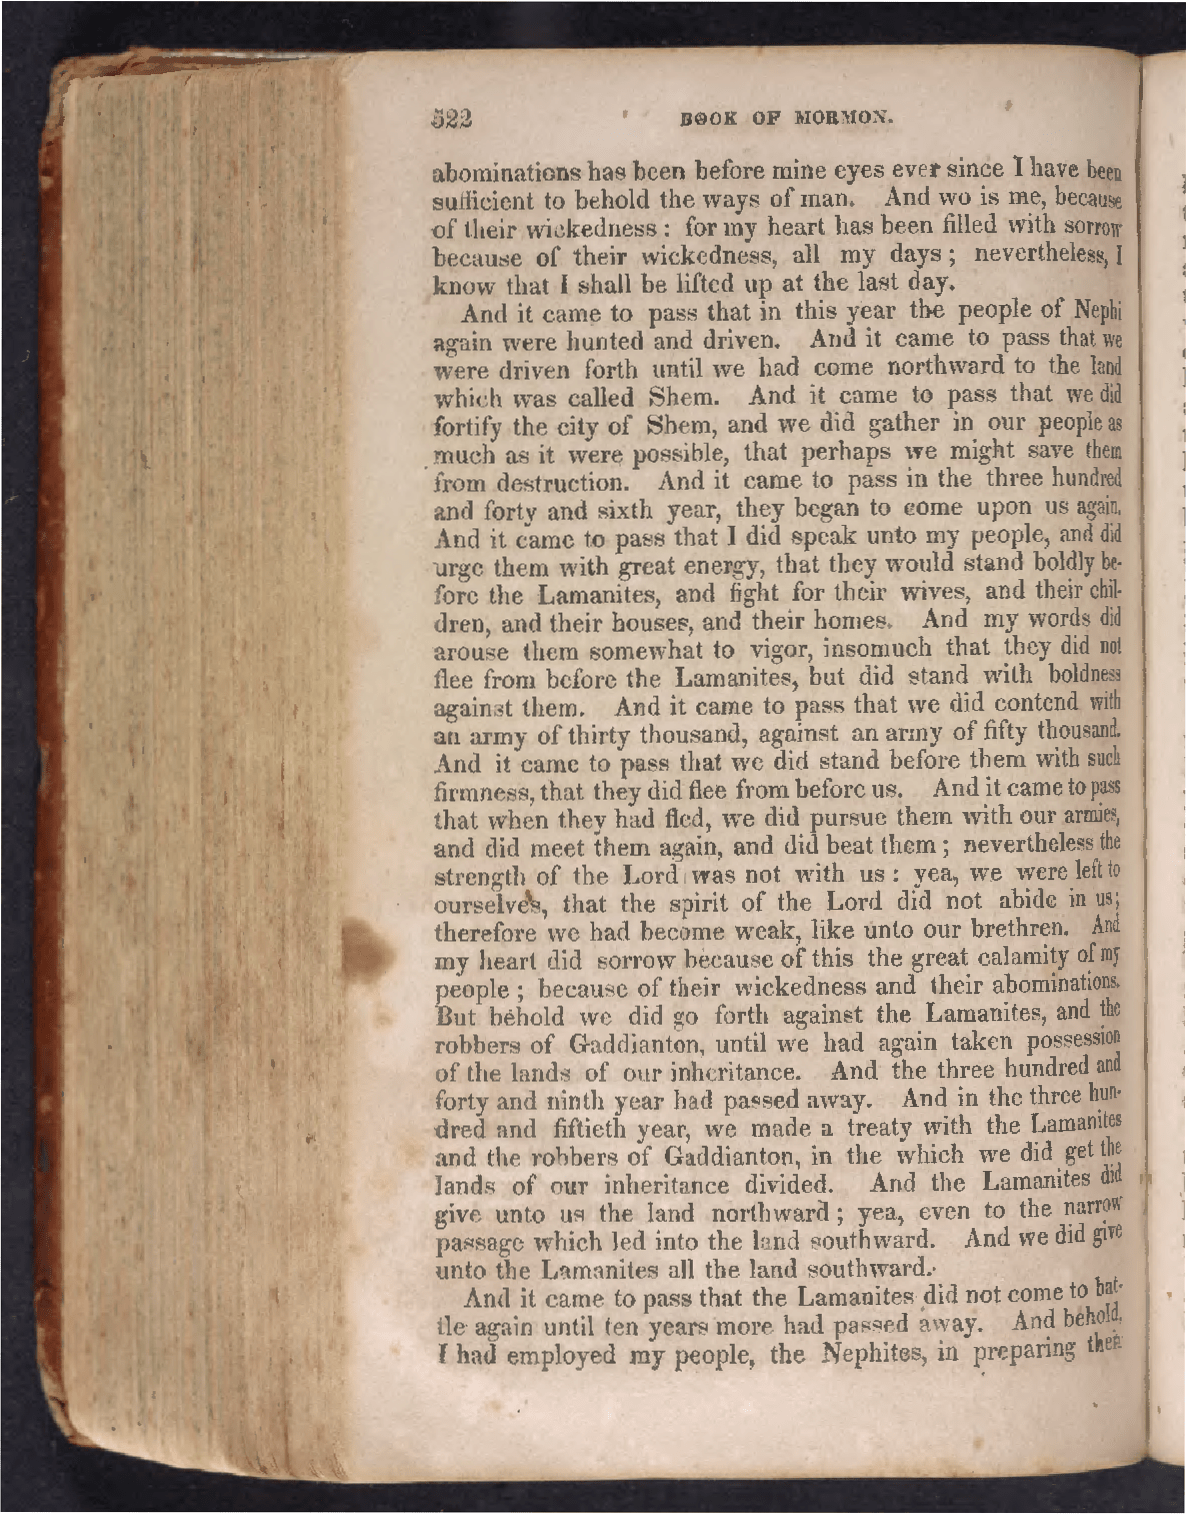 522 BOOK OF MORMON.
abominations has been before mine eyes ever since I have been
sufficient to behold the ways of man. And wo is me, because
of their wickedness : for my heart has been filled with sorrow
because of their wickedness, all my days ; nevertheless, I
know that I shall be lifted up at the last day.
And it came to pass that in this year the people of Nephi
again were hunted and driven. And it came to pass that we
were driven forth until we had come northward to the land
which was called Shem. And it came to pass that we did
fortify the city of Shem, and we did gather in our people as
much as it were possible, that perhaps we might save them
from destruction. And it came to pass in the three hundred
and forty and sixth year, they began to come upon us again.
And it came to pass that I did speak unto my people, and did
urge them with great energy, that they would stand boldly be-
fore the Lamanites, and fight for their wives, and their chil-
dren, and their houses, and their homes. And my words did
arouse them somewhat to vigor, insomuch that they did not
flee from before the Lamanites, but did stand with boldness
against them. And it came to pass that we did contend with
an army of thirty thousand, against an army of fifty thousand.
And it came to pass that we did stand before them with such
firmness, that they did flee from before us. And it came to pass
that when they had fled, we did pursue them with our armies,
and did meet them again, and did beat them ; nevertheless the
strength of the Lord was not with us : yea, we were left to
ourselves, that the spirit of the Lord did not abide in us;
therefore we had become weak, like unto our brethren. And
my heart did sorrow because of this the great calamity of my
people ; because of their wickedness and their abominations.
But behold we did go forth against the Lamanites, and the
robbers of Gaddianton, until we had again taken possession
of the lands of our inheritance. And the three hundred and
forty and ninth year had passed away. And in the three hun-
dred and fiftieth year, we made a treaty with the Lamanites
and the robbers of Gaddianton, in the which we did get the
lands of our inheritance divided. And the Lamanites did
give unto us the land northward ; yea, even to the narrow
passage which led into the land southward. And we did give
unto the Lamanites all the land southward.
And it came to pass that the Lamanites did not come to bat-
tle again until ten years more had passed away. And behold,
I had employed my people, the Nephites, in preparing their